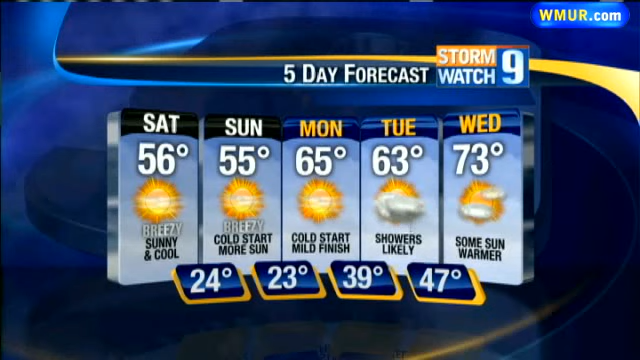 WMUR.com
STORM
5 DAY FORECAST WATCH 9
SAT SUN MON TUE WED
56° 55° 65° 63° 73°
BREEZY BREEZY
SUNNY & COOL
COLD START MORE SUN
COLD START MILD FINISH
SHOWERS LIKELY
SOME SUN WARMER
24° 23° 39° 47°